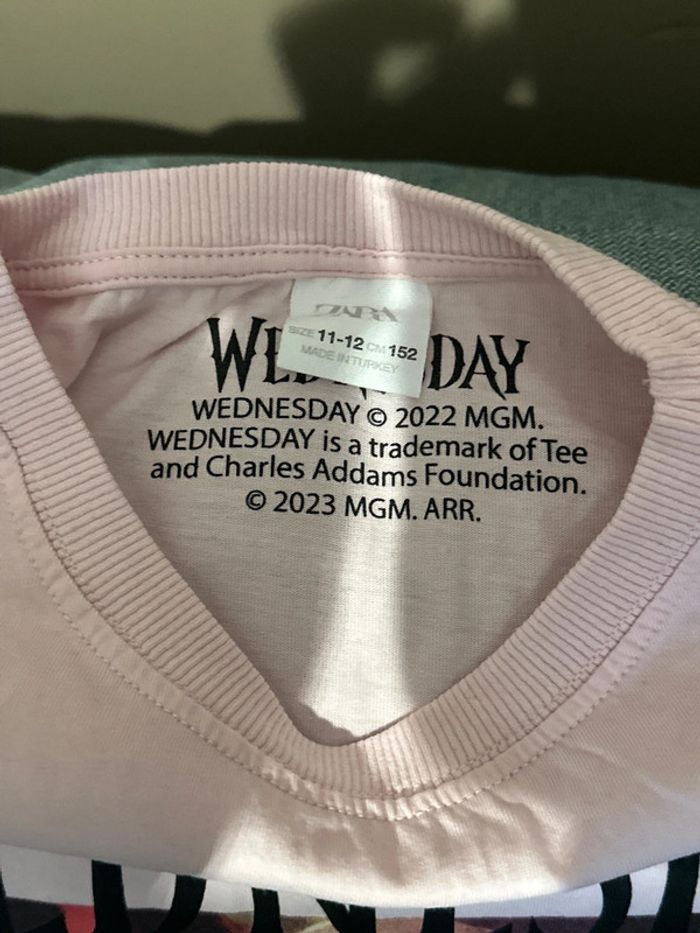 ZARA
SIZE 11-12 CM 152
MADE IN TURKEY
WEDNESDAY © 2022 MGM.
WEDNESDAY is a trademark of Tee
and Charles Addams Foundation.
© 2023 MGM. ARR.